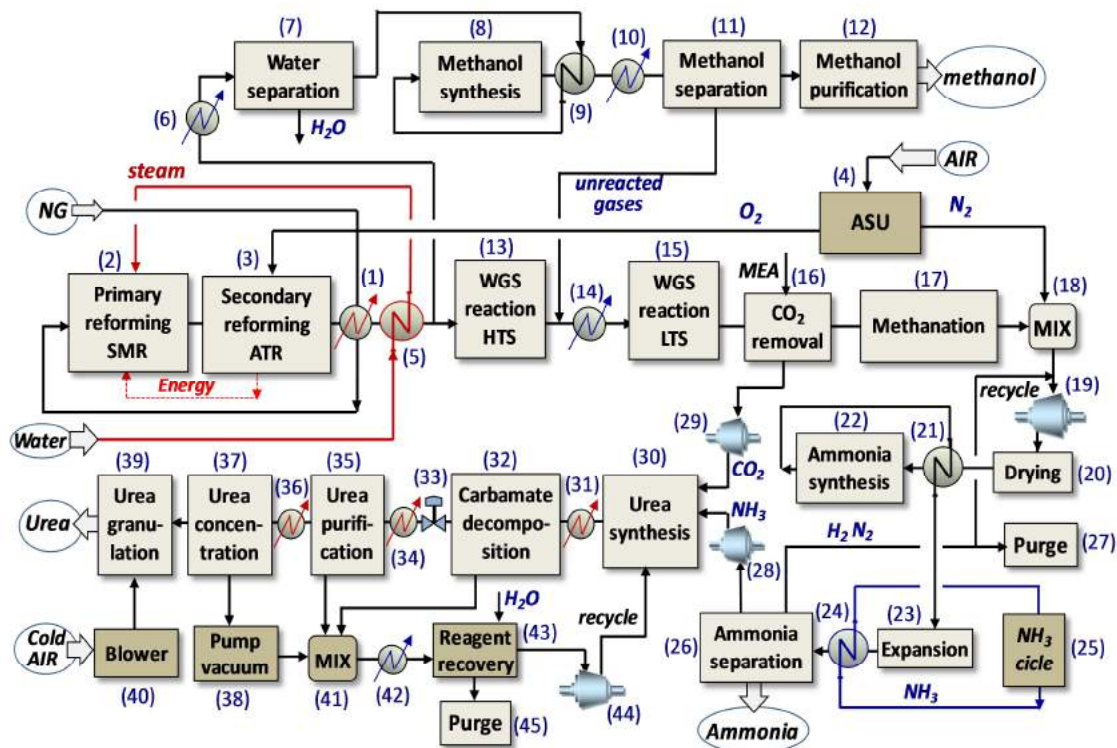 (7)
Water
separation
(6)
H₂O
(8)
Methanol
synthesis
(9)
(10)
(11)
Methanol
separation
(12)
Methanol
purification
methanol
steam
NG
unreacted
gases
AIR
(4)
ASU
O₂
N₂
(2)
Primary
reforming
SMR
(3)
Secondary
reforming
ATR
(1)
(5)
Energy
Water
(13)
WGS
reaction
HTS
(14)
(15)
WGS
reaction
LTS
MEA
(16)
CO₂
removal
(17)
Methanation
(18)
MIX
recycle
(19)
Drying
(20)
(21)
(22)
Ammonia
synthesis
(29)
CO₂
(30)
Urea
synthesis
NH₃
(28)
H₂ N₂
Purge
(27)
(39)
Urea
granu-
lation
Urea
(37)
Urea
concen-
tration
(36)
(35)
Urea
purifi-
cation
(34)
(33)
(32)
Carbamate
decompo-
sition
(31)
Cold
AIR
Blower
(40)
Pump
vacuum
(38)
MIX
(41)
(42)
H₂O
Reagent
recovery
(43)
recycle
(44)
Purge
(45)
(26)
Ammonia
separation
Ammonia
(24)
(23)
Expansion
NH₃
NH₃
cicle
(25)